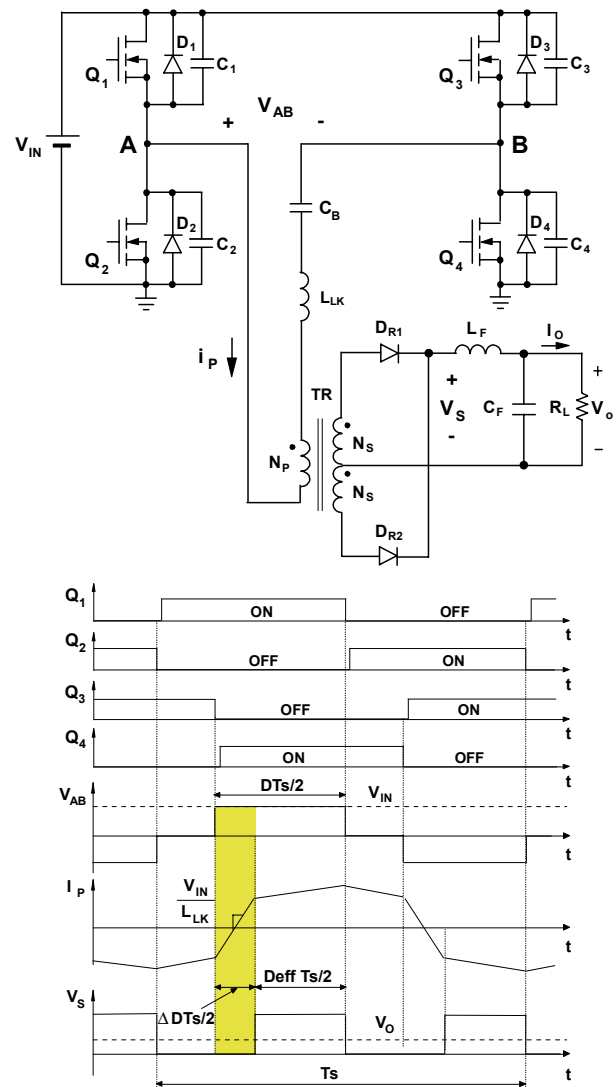 D1
C1
Q1
D3
C3
Q3
VAB
+ -
A
B
VIN
CB
D2
C2
Q2
D4
C4
Q4
LLK
DR1
LF
IO
iP
TR
+
VS
-
CF
RL
+
Vo
–
NS
NP
NS
DR2
Q1
ON
OFF
t
Q2
OFF
ON
t
Q3
OFF
ON
t
Q4
ON
OFF
t
DTs/2
VAB
VIN
t
IP
VIN
LLK
t
Deff Ts/2
ΔDTs/2
VS
VO
Ts
t